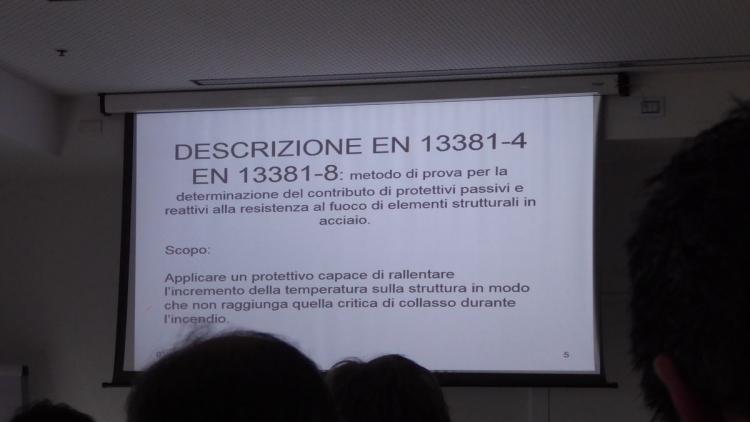 DESCRIZIONE EN 13381-4
EN 13381-8: metodo di prova per la
determinazione del contributo di protettivi passivi e
reattivi alla resistenza al fuoco di elementi strutturali in
acciaio.
Scopo:
Applicare un protettivo capace di rallentare
l'incremento della temperatura sulla struttura in modo
che non raggiunga quella critica di collasso durante
l'incendio.
5